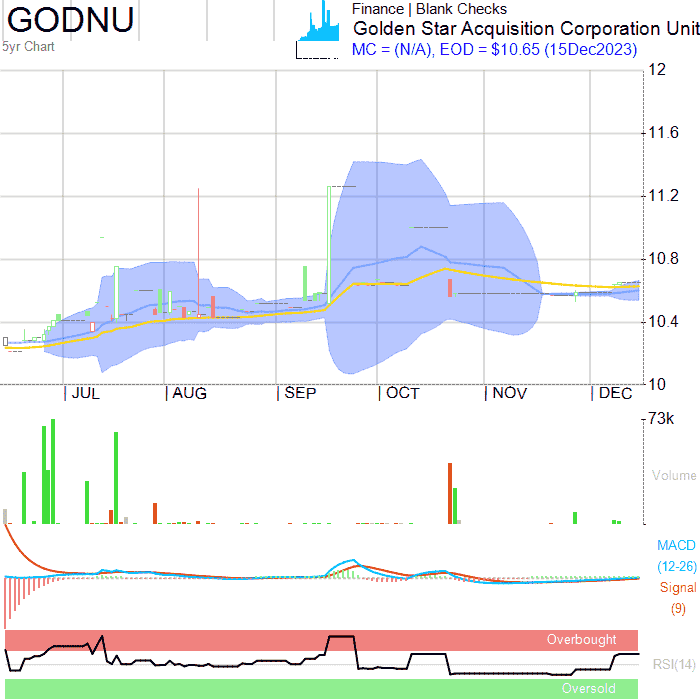 GODNU
5yr Chart
Finance | Blank Checks
Golden Star Acquisition Corporation Unit
MC = (N/A), EOD = $10.65 (15Dec2023)
12
11.6
11.2
10.8
10.4
10
JUL AUG SEP OCT NOV DEC
73k
Volume
MACD
(12-26)
Signal
(9)
Overbought
RSI(14)
Oversold